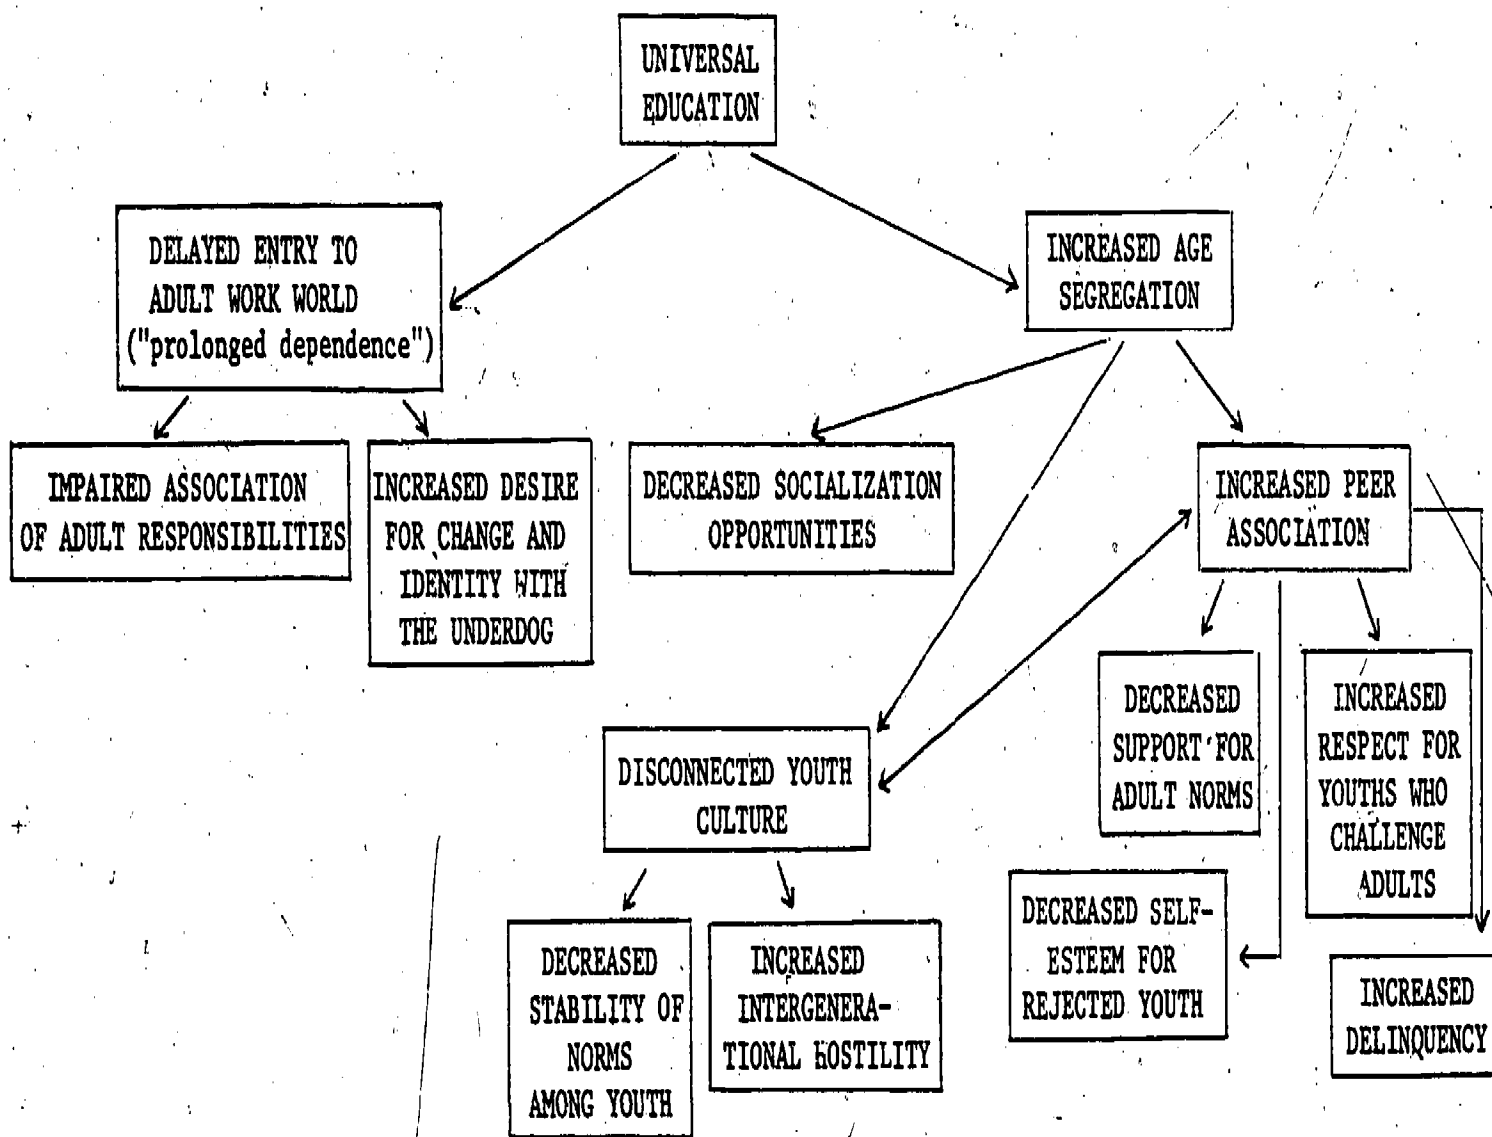 UNIVERSAL
EDUCATION
DELAYED ENTRY TO
ADULT WORK WORLD
("prolonged dependence")
INCREASED AGE
SEGREGATION
IMPAIRED ASSOCIATION
OF ADULT RESPONSIBILITIES
INCREASED DESIRE
FOR CHANGE AND
IDENTITY WITH
THE UNDERDOG
DECREASED SOCIALIZATION
OPPORTUNITIES
INCREASED PEER
ASSOCIATION
DECREASED
SUPPORT FOR
ADULT NORMS
INCREASED
RESPECT FOR
YOUTHS WHO
CHALLENGE
ADULTS
DISCONNECTED YOUTH
CULTURE
DECREASED SELF-
ESTEEM FOR
REJECTED YOUTH
DECREASED
STABILITY OF
NORMS
AMONG YOUTH
INCREASED
INTERGENERA-
TIONAL HOSTILITY
INCREASED
DELINQUENCY